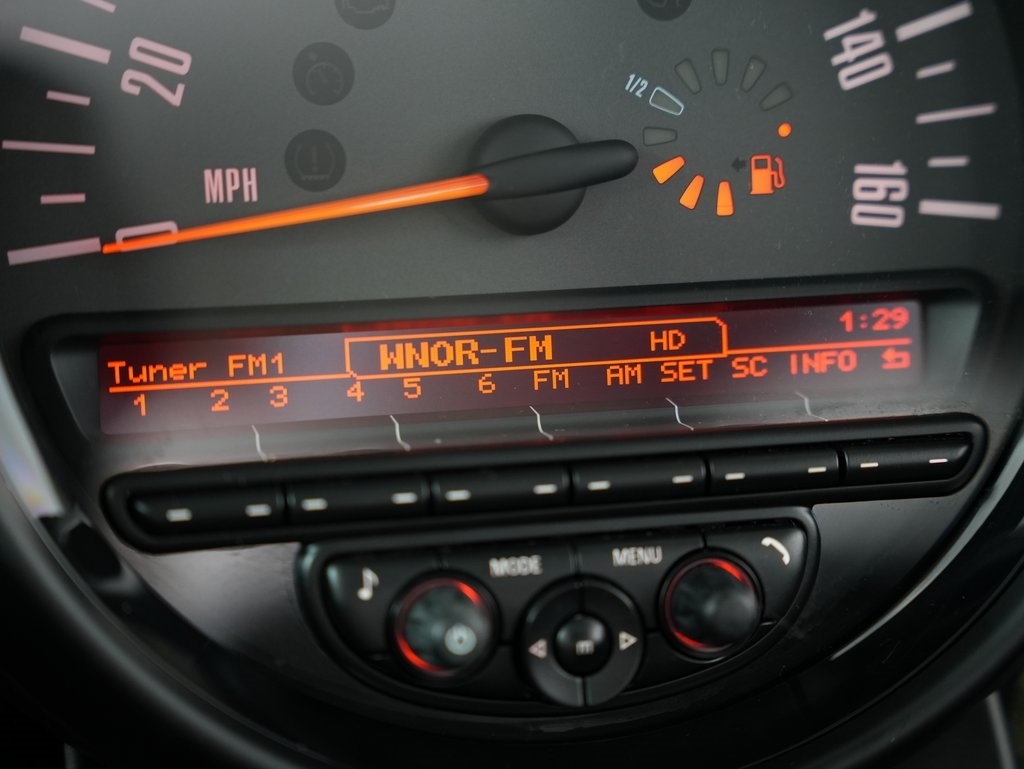 20
MPH
1/2
140
160
1:29
Tuner FM1
WNOR-FM
HD
1 2 3 4 5 6 FM AM SET SC INFO
MODE
MENU
m